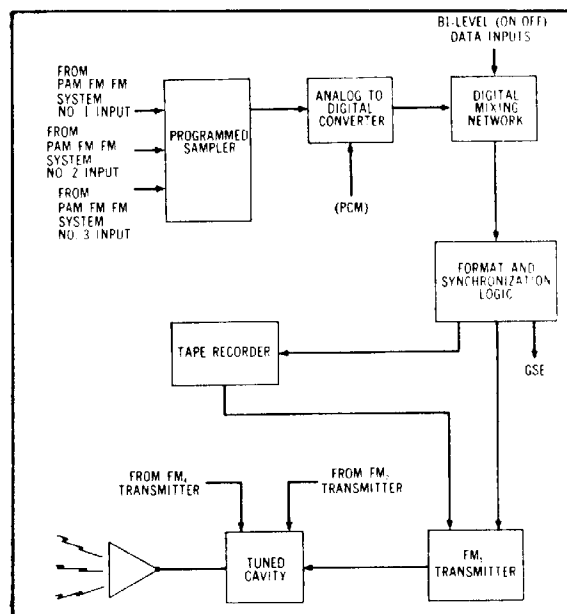 BI-LEVEL (ON OFF)
DATA INPUTS
FROM
PAM FM FM
SYSTEM
NO. 1 INPUT
FROM
PAM FM FM
SYSTEM
NO. 2 INPUT
FROM
PAM FM FM
SYSTEM
NO. 3 INPUT
PROGRAMMED
SAMPLER
ANALOG TO
DIGITAL
CONVERTER
DIGITAL
MIXING
NETWORK
(PCM)
FORMAT AND
SYNCHRONIZATION
LOGIC
TAPE RECORDER
GSE
FROM FM
TRANSMITTER
FROM FM
TRANSMITTER
TUNED
CAVITY
FM
TRANSMITTER